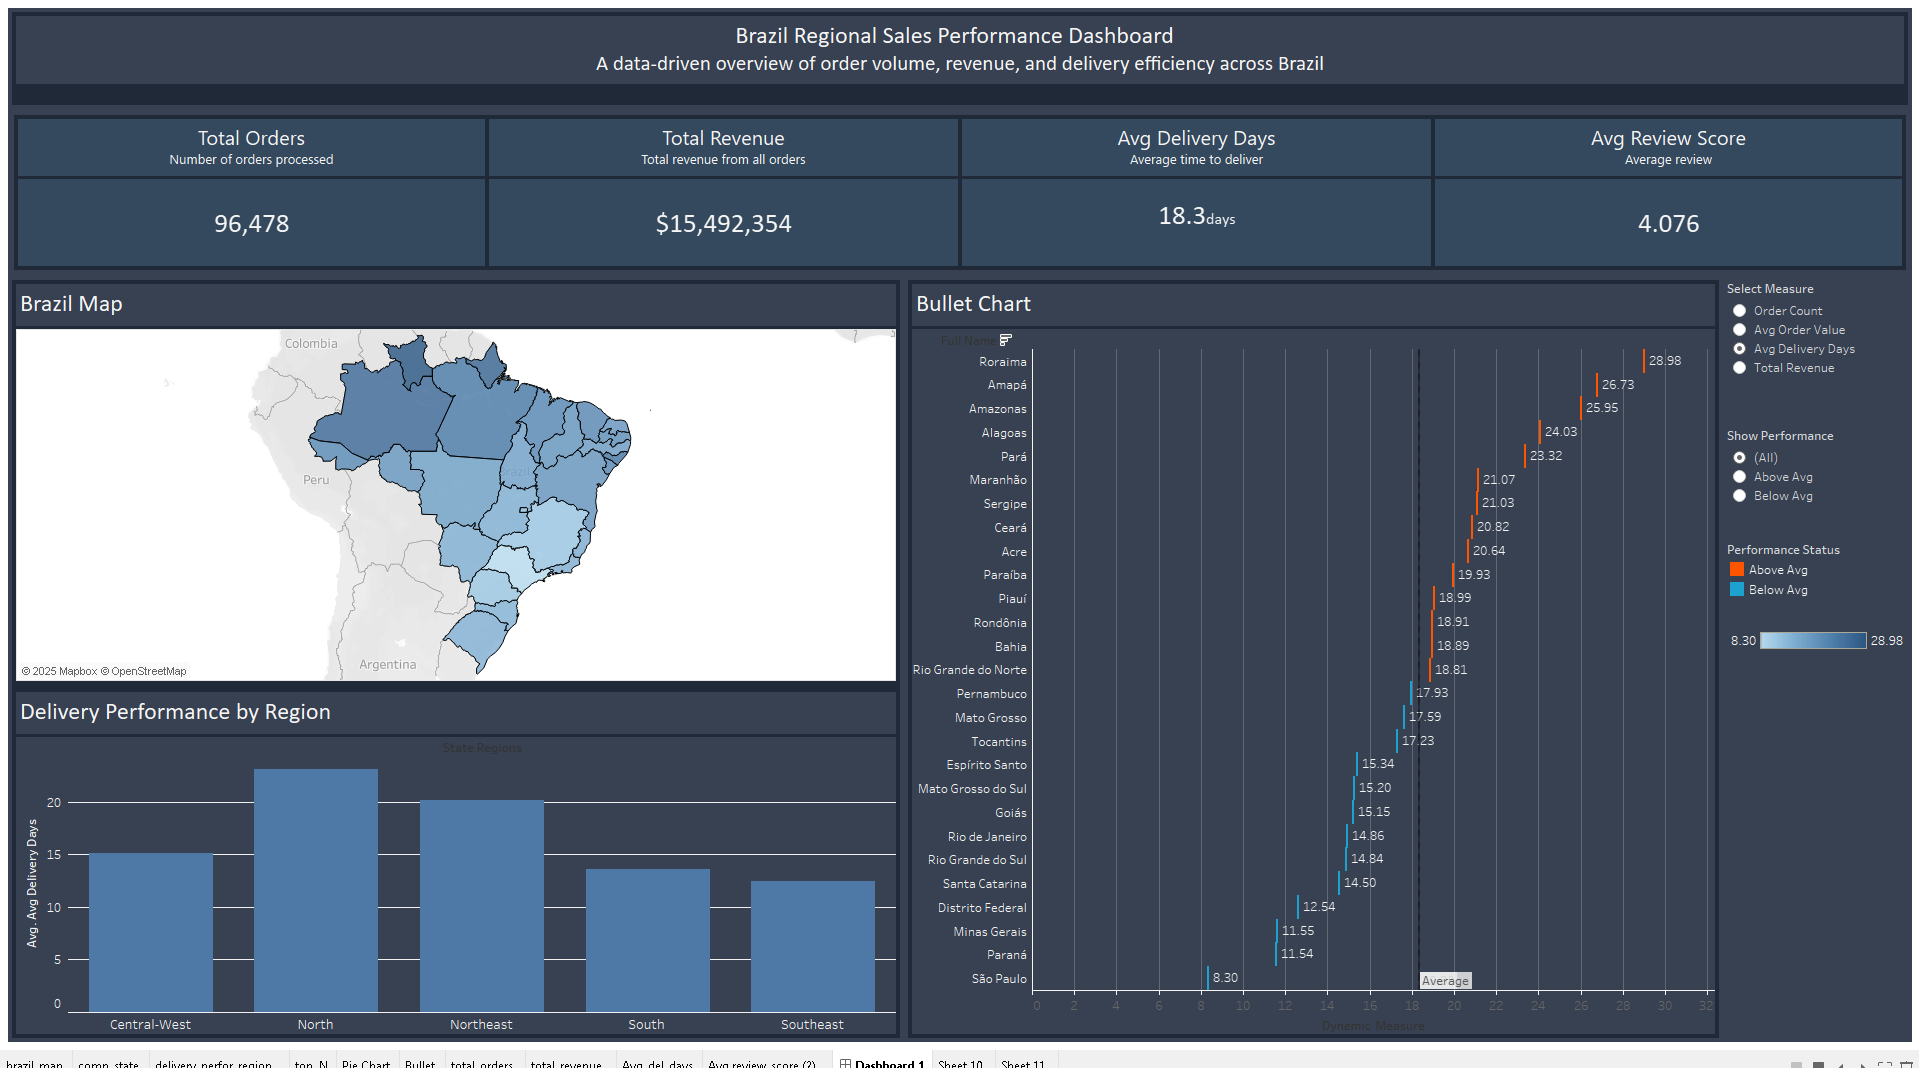 Brazil Regional Sales Performance Dashboard
A data-driven overview of order volume, revenue, and delivery efficiency across Brazil
Total Orders
Number of orders processed
96,478
Total Revenue
Total revenue from all orders
$15,492,354
Avg Delivery Days
Average time to deliver
18.3days
Avg Review Score
Average review
4.076
Brazil Map
Colombia
Brazil
Peru
Argentina
© 2025 Mapbox © OpenStreetMap
Delivery Performance by Region
State Regions
Avg. Avg Delivery Days
20
15
10
5
0
Central-West North Northeast South Southeast
Bullet Chart
Full Name
Roraima 28.98
Amapá 26.73
Amazonas 25.95
Alagoas 24.03
Pará 23.32
Maranhão 21.07
Sergipe 21.03
Ceará 20.82
Acre 20.64
Paraíba 19.93
Piauí 18.99
Rondônia 18.91
Bahia 18.89
Rio Grande do Norte 18.81
Pernambuco 17.93
Mato Grosso 17.59
Tocantins 17.23
Espírito Santo 15.34
Mato Grosso do Sul 15.20
Goiás 15.15
Rio de Janeiro 14.86
Rio Grande do Sul 14.84
Santa Catarina 14.50
Distrito Federal 12.54
Minas Gerais 11.55
Paraná 11.54
São Paulo 8.30
Average
0 2 4 6 8 10 12 14 16 18 20 22 24 26 28 30 32
Dynemic Measure
Select Measure
Order Count
Avg Order Value
Avg Delivery Days
Total Revenue
Show Performance
(All)
Above Avg
Below Avg
Performance Status
Above Avg
Below Avg
8.30 28.98
brazil_map comp_state delivery_perfor_region top_N Pie Chart Bullet total_orders total_revenue Avg_del_days Avg review_score (2) Dashboard 1 Sheet 10 Sheet 11